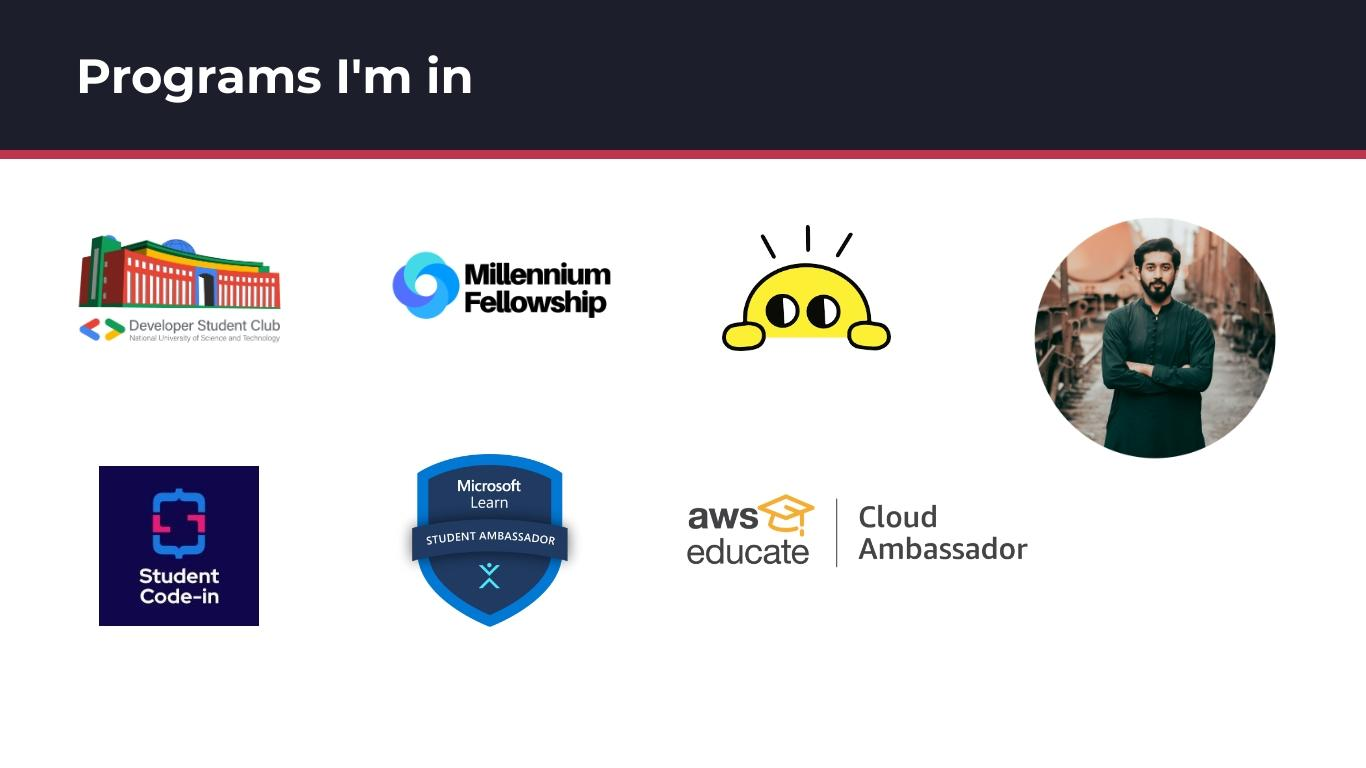 Programs I'm in
Developer Student Club
National University of Science and Technology
Millennium
Fellowship
Student
Code-in
Microsoft
Learn
STUDENT AMBASSADOR
aws
educate
Cloud
Ambassador